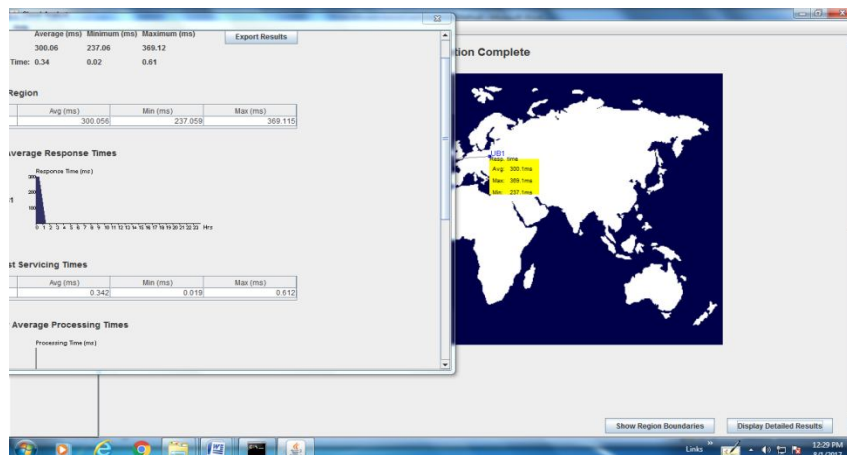 Average (ms) Minimum (ms) Maximum (ms)
Export Results
300.06 237.06 369.12
Time: 0.34 0.02 0.61
tion Complete
Region
Avg (ms) Min (ms) Max (ms)
300.056 237.059 369.115
verage Response Times
Response Time (ms)
300
200
100
0 1 2 3 4 5 6 7 8 9 10 11 12 13 14 15 16 17 18 19 20 21 22 23 Hrs
UB1
Resp. time
Avg: 300.1ms
Max: 369.1ms
Min: 237.1ms
st Servicing Times
Avg (ms) Min (ms) Max (ms)
0.342 0.019 0.612
Average Processing Times
Processing Time (ms)
Show Region Boundaries
Display Detailed Results
Links
12:29 PM